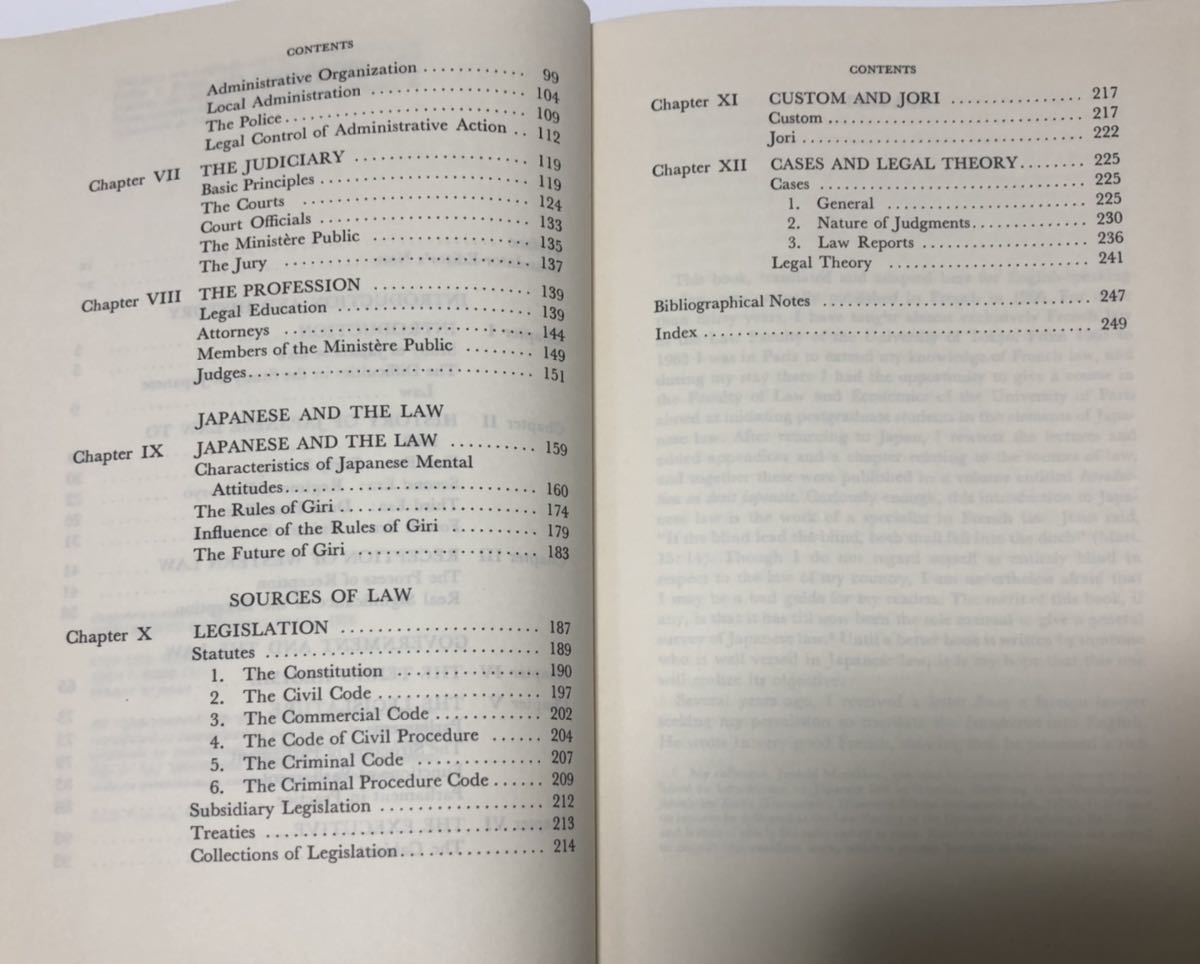 CONTENTS
Administrative Organization ............ 99
Local Administration .................... 104
The Police.............................. 109
Legal Control of Administrative Action .. 112
Chapter VII THE JUDICIARY .................... 119
Basic Principles ......................... 119
The Courts ........................... 124
Court Officials .......................... 133
The Ministère Public .................... 135
The Jury ............................. 137
Chapter VIII THE PROFESSION .................. 139
Legal Education ........................ 139
Attorneys ............................ 144
Members of the Ministère Public ........ 149
Judges................................ 151
JAPANESE AND THE LAW
Chapter IX JAPANESE AND THE LAW ......... 159
Characteristics of Japanese Mental
Attitudes............................ 160
The Rules of Giri ...................... 174
Influence of the Rules of Giri .......... 179
The Future of Giri .................... 183
SOURCES OF LAW
Chapter X LEGISLATION .................... 187
Statutes .............................. 189
1. The Constitution ................ 190
2. The Civil Code .................. 197
3. The Commercial Code ............ 202
4. The Code of Civil Procedure ...... 204
5. The Criminal Code .............. 207
6. The Criminal Procedure Code ...... 209
Subsidiary Legislation .................. 212
Treaties .............................. 213
Collections of Legislation................ 214
CONTENTS
Chapter XI CUSTOM AND JORI .............. 217
Custom .............................. 217
Jori .................................. 222
Chapter XII CASES AND LEGAL THEORY....... 225
Cases ................................ 225
1. General ........................ 225
2. Nature of Judgments.............. 230
3. Law Reports .................... 236
Legal Theory .......................... 241
Bibliographical Notes ............................ 247
Index .......................................... 249